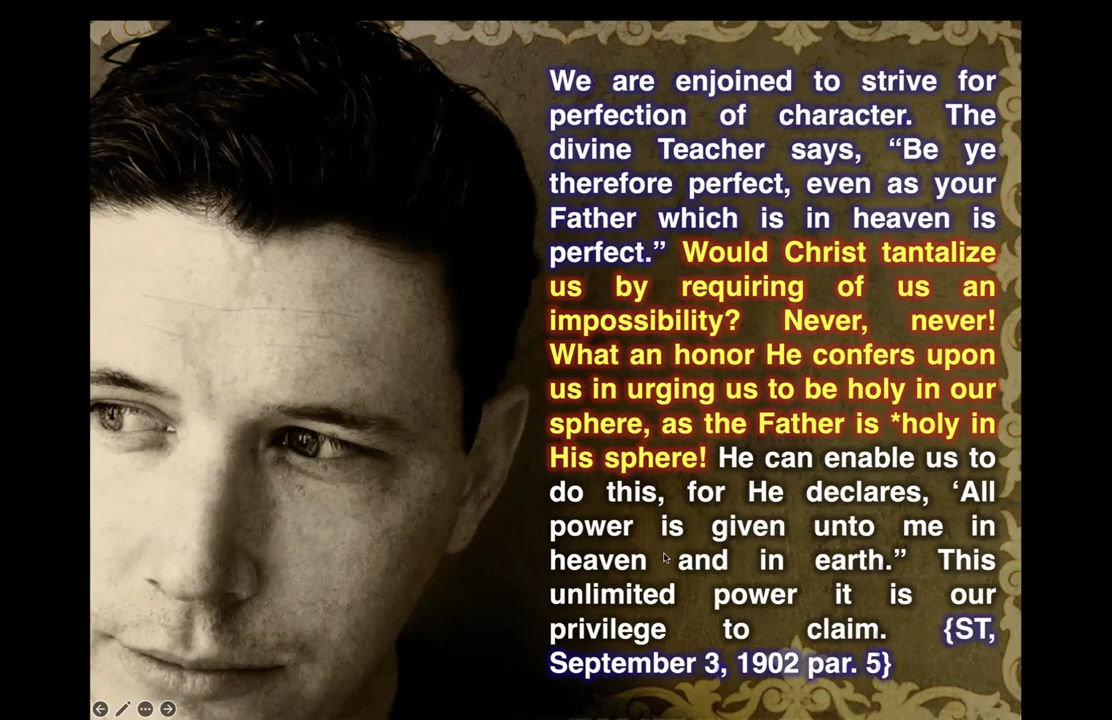 We are enjoined to strive for
perfection of character. The
divine Teacher says, “Be ye
therefore perfect, even as your
Father which is in heaven is
perfect.” Would Christ tantalize
us by requiring of us an
impossibility? Never, never!
What an honor He confers upon
us in urging us to be holy in our
sphere, as the Father is *holy in
His sphere! He can enable us to
do this, for He declares, ‘All
power is given unto me in
heaven and in earth.” This
unlimited power it is our
privilege to claim. {ST,
September 3, 1902 par. 5}